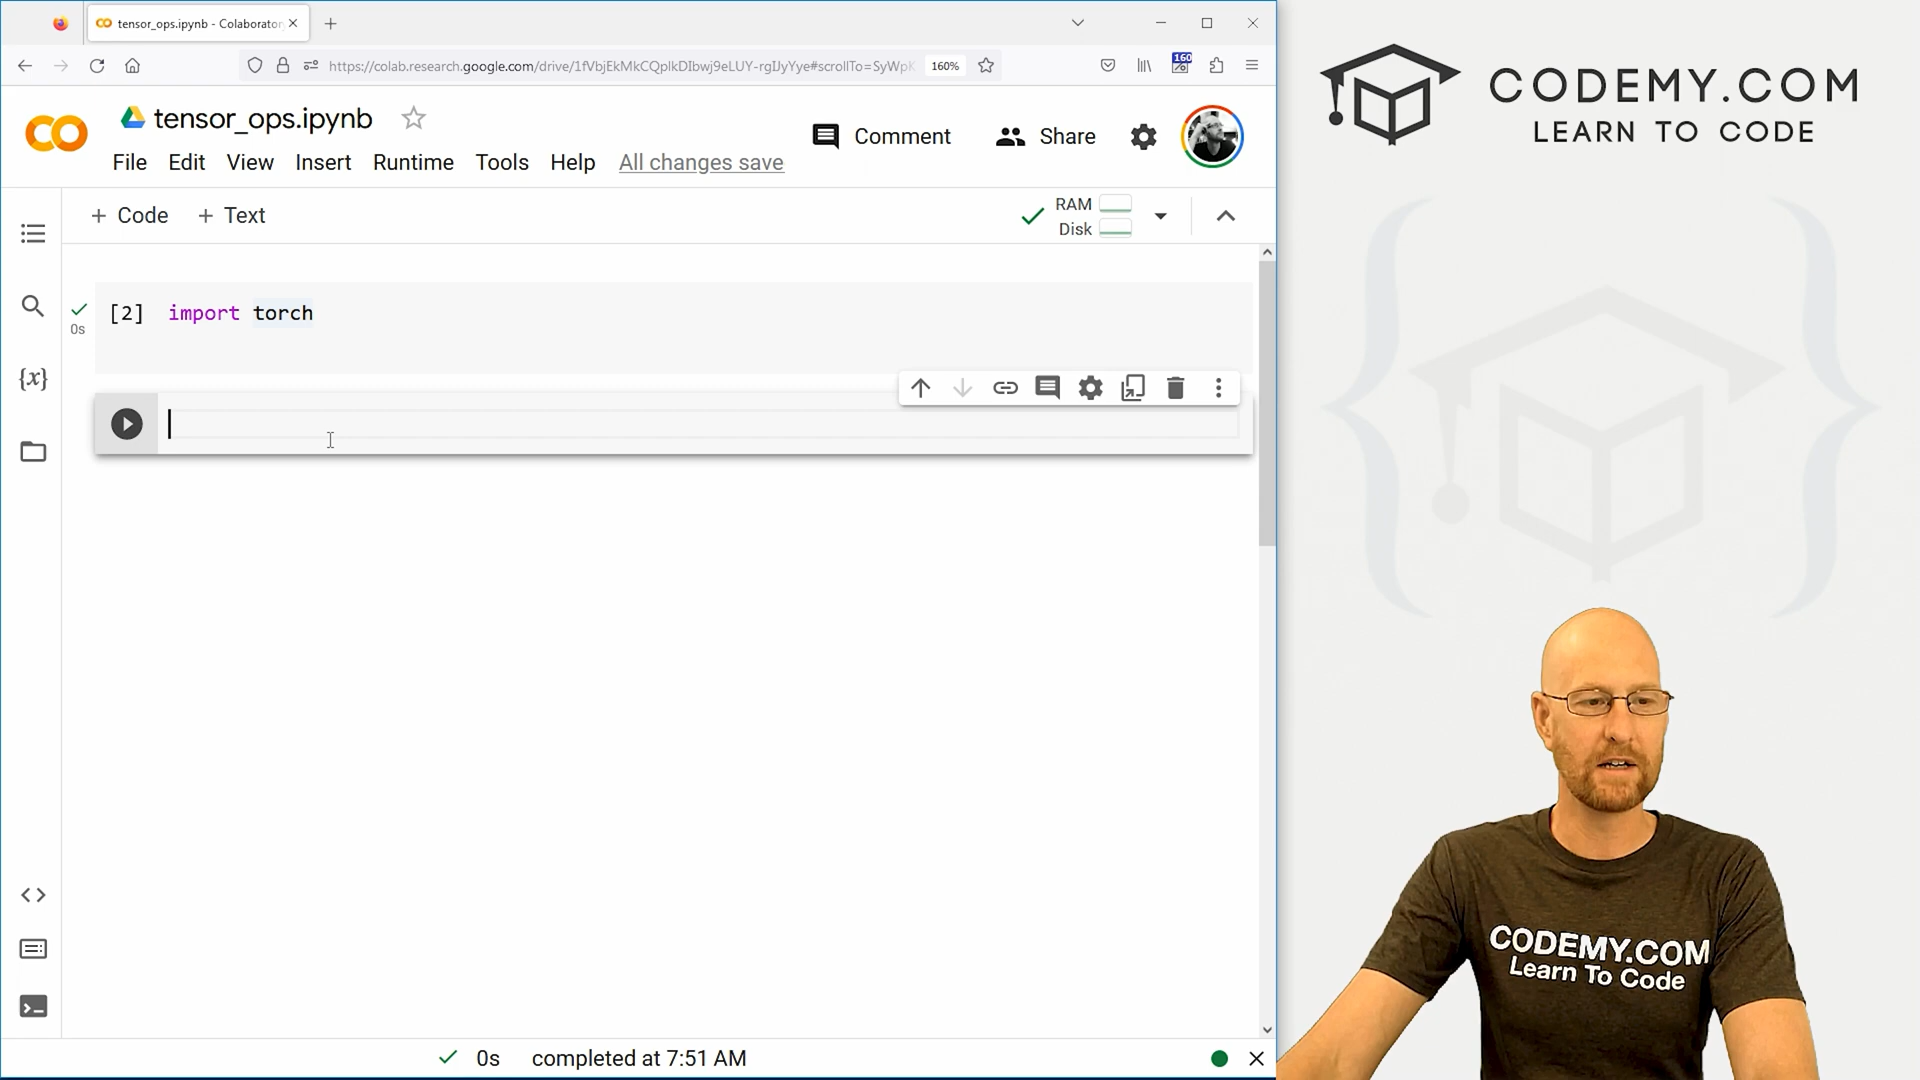 tensor_ops.ipynb - Colaborator
https://colab.research.google.com/drive/1fVbjEkMkCQplkDIbwj9eLUY-rgIJyYye#scrollTo=SyWpK
160%
160
tensor_ops.ipynb
Comment
Share
File Edit View Insert Runtime Tools Help All changes save
+ Code + Text
RAM
Disk
[2] import torch
0s
{x}
0s completed at 7:51 AM
CODEMY.COM
LEARN TO CODE
CODEMY.COM
Learn To Code